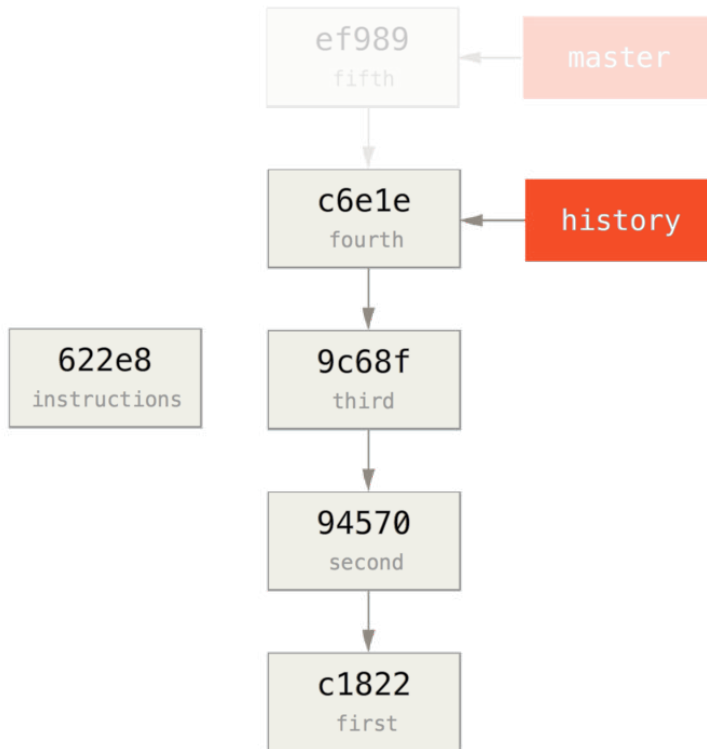 ef989
fifth
master
c6e1e
fourth
history
622e8
instructions
9c68f
third
94570
second
c1822
first